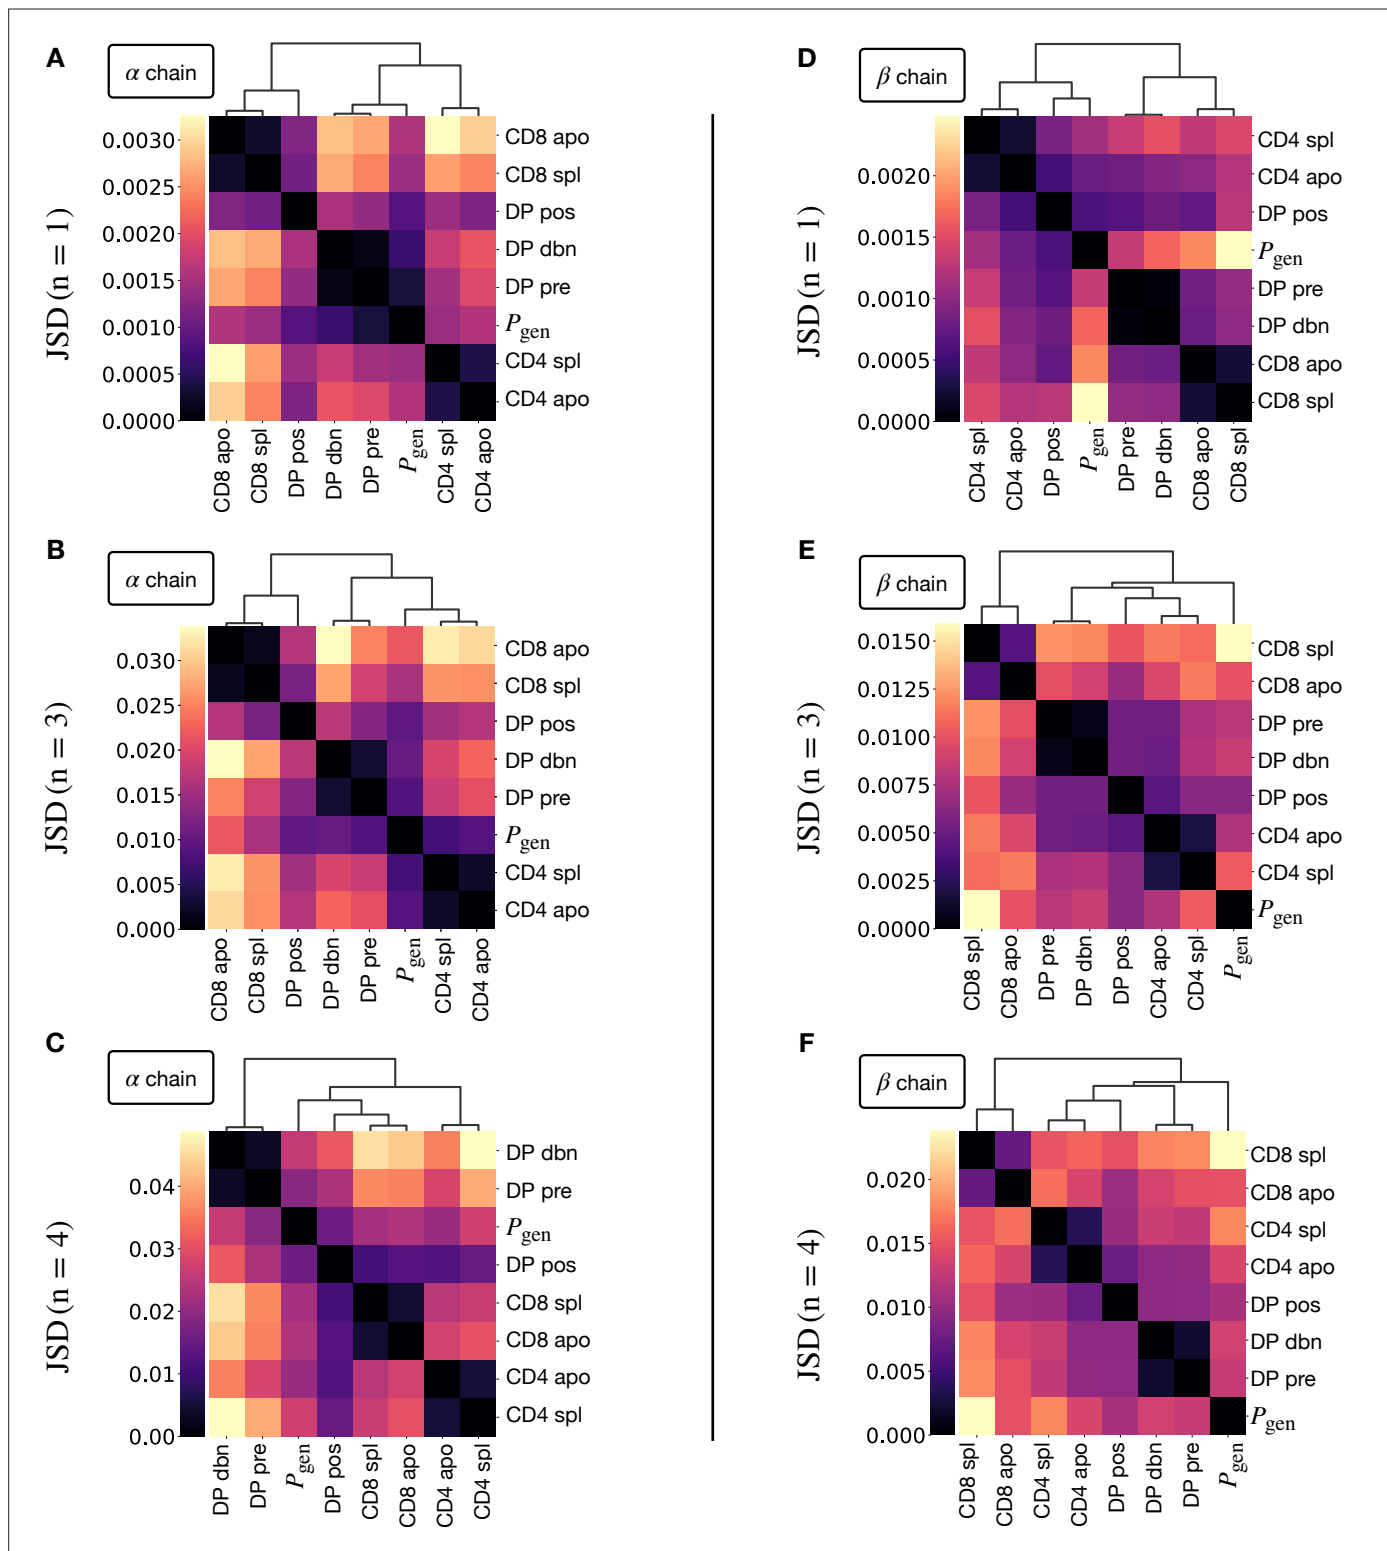 A
α chain
JSD (n = 1)
0.0030
0.0025
0.0020
0.0015
0.0010
0.0005
0.0000
CD8 apo
CD8 spl
DP pos
DP dbn
DP pre
Pgen
CD4 spl
CD4 apo
CD8 apo
CD8 spl
DP pos
DP dbn
DP pre
Pgen
CD4 spl
CD4 apo
B
α chain
JSD (n = 3)
0.030
0.025
0.020
0.015
0.010
0.005
0.000
CD8 apo
CD8 spl
DP pos
DP dbn
DP pre
Pgen
CD4 spl
CD4 apo
CD8 apo
CD8 spl
DP pos
DP dbn
DP pre
Pgen
CD4 spl
CD4 apo
C
α chain
JSD (n = 4)
0.04
0.03
0.02
0.01
0.00
DP dbn
DP pre
Pgen
DP pos
CD8 spl
CD8 apo
CD4 apo
CD4 spl
DP dbn
DP pre
Pgen
DP pos
CD8 spl
CD8 apo
CD4 apo
CD4 spl
D
β chain
JSD (n = 1)
0.0020
0.0015
0.0010
0.0005
0.0000
CD4 spl
CD4 apo
DP pos
Pgen
DP pre
DP dbn
CD8 apo
CD8 spl
CD4 spl
CD4 apo
DP pos
Pgen
DP pre
DP dbn
CD8 apo
CD8 spl
E
β chain
JSD (n = 3)
0.0150
0.0125
0.0100
0.0075
0.0050
0.0025
0.0000
CD8 spl
CD8 apo
DP pre
DP dbn
DP pos
CD4 apo
CD4 spl
Pgen
CD8 spl
CD8 apo
DP pre
DP dbn
DP pos
CD4 apo
CD4 spl
Pgen
F
β chain
JSD (n = 4)
0.020
0.015
0.010
0.005
0.000
CD8 spl
CD8 apo
CD4 spl
CD4 apo
DP pos
DP dbn
DP pre
Pgen
CD8 spl
CD8 apo
CD4 spl
CD4 apo
DP pos
DP dbn
DP pre
Pgen